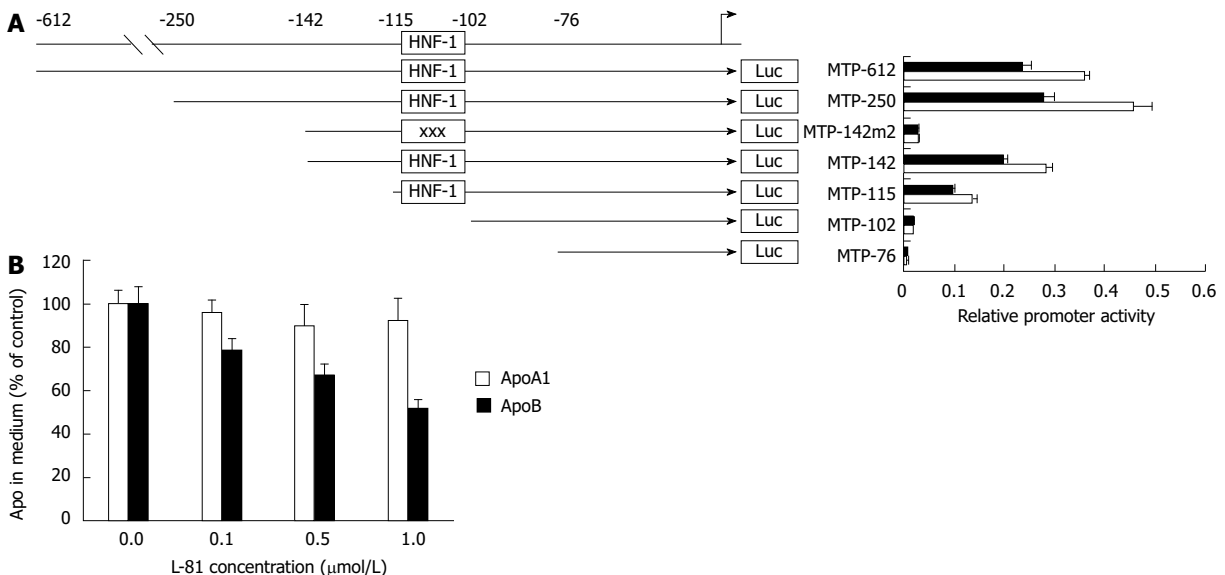 A
-612 -250 -142 -115 -102 -76
HNF-1
HNF-1 Luc MTP-612
HNF-1 Luc MTP-250
xxx Luc MTP-142m2
HNF-1 Luc MTP-142
HNF-1 Luc MTP-115
Luc MTP-102
Luc MTP-76
0 0.1 0.2 0.3 0.4 0.5 0.6
Relative promoter activity
B
Apo in medium (% of control)
120
100
80
60
40
20
0
0.0 0.1 0.5 1.0
L-81 concentration (μmol/L)
ApoA1
ApoB